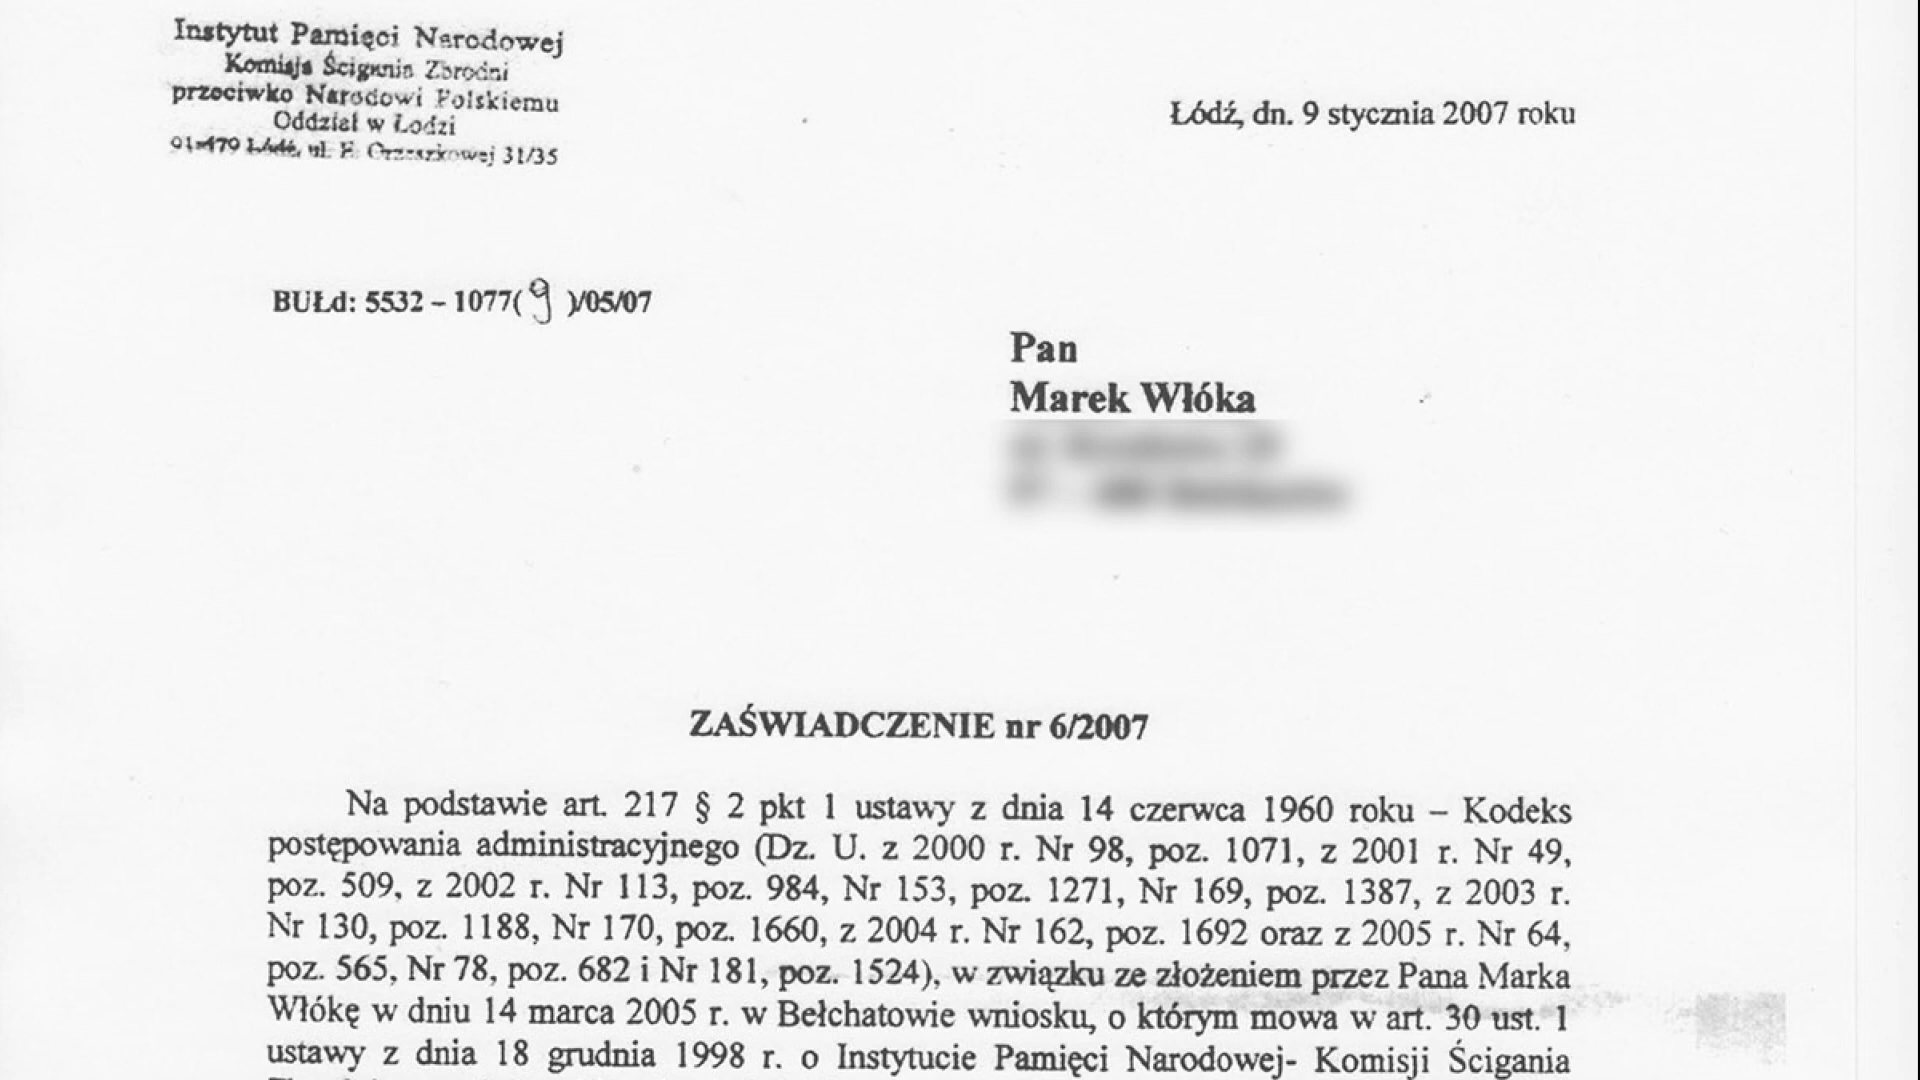 Instytut Pamięci Narodowej
Komisja Ścigania Zbrodni
przeciwko Narodowi Polskiemu
Oddział w Łodzi
ul. E. Orzeszkowej 31/35
Łódź, dn. 9 stycznia 2007 roku
BUŁd: 5532 – 1077( 9 )/05/07
Pan
Marek Włóka
ZAŚWIADCZENIE nr 6/2007
Na podstawie art. 217 § 2 pkt 1 ustawy z dnia 14 czerwca 1960 roku – Kodeks
postępowania administracyjnego (Dz. U. z 2000 r. Nr 98, poz. 1071, z 2001 r. Nr 49,
poz. 509, z 2002 r. Nr 113, poz. 984, Nr 153, poz. 1271, Nr 169, poz. 1387, z 2003 r.
Nr 130, poz. 1188, Nr 170, poz. 1660, z 2004 r. Nr 162, poz. 1692 oraz z 2005 r. Nr 64,
poz. 565, Nr 78, poz. 682 i Nr 181, poz. 1524), w związku ze złożeniem przez Pana Marka
Włókę w dniu 14 marca 2005 r. w Bełchatowie wniosku, o którym mowa w art. 30 ust. 1
ustawy z dnia 18 grudnia 1998 r. o Instytucie Pamięci Narodowej- Komisji Ścigania